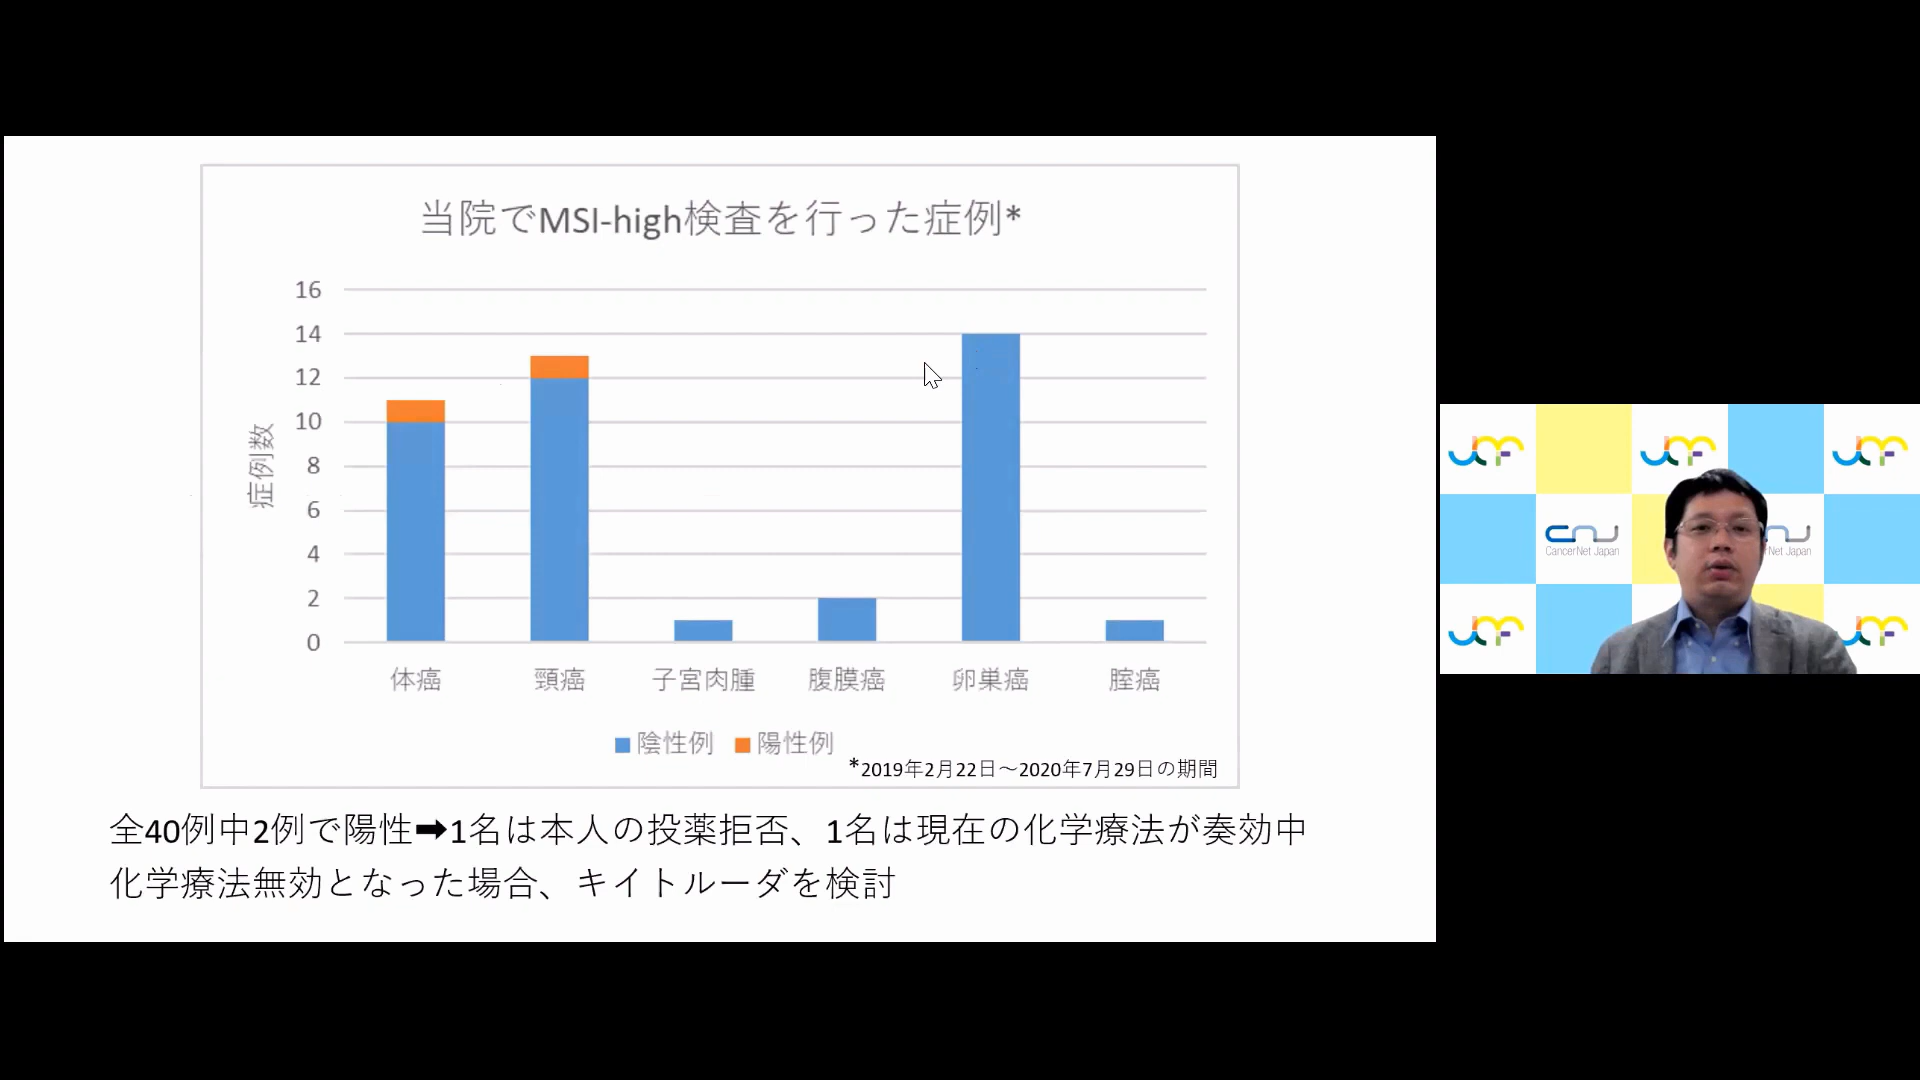 当院でMSI-high検査を行った症例*
16
14
12
10
8
6
4
2
0
症例数
体癌 頸癌 子宮肉腫 腹膜癌 卵巣癌 腟癌
陰性例 陽性例
*2019年2月22日～2020年7月29日の期間
全40例中2例で陽性➡1名は本人の投薬拒否、1名は現在の化学療法が奏効中
化学療法無効となった場合、キイトルーダを検討
JCF JCF JCF
CNJ
CancerNet Japan
Net Japan